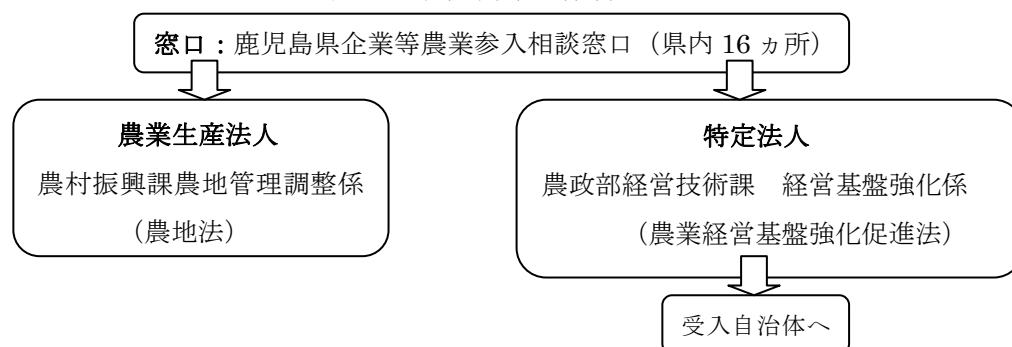 窓口：鹿児島県企業等農業参入相談窓口（県内 16 ヵ所）
農業生産法人
農村振興課農地管理調整係
（農地法）
特定法人
農政部経営技術課　経営基盤強化係
（農業経営基盤強化促進法）
受入自治体へ